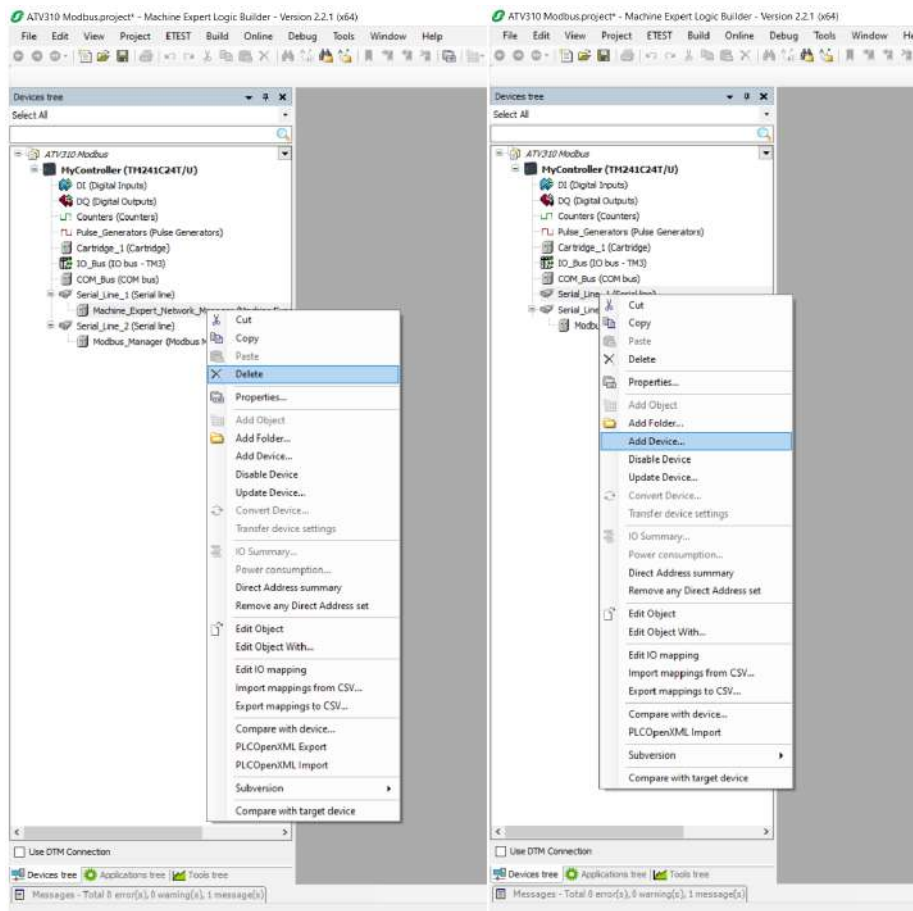 ATV310 Modbus.project* - Machine Expert Logic Builder - Version 2.2.1 (x64)
File Edit View Project ETEST Build Online Debug Tools Window Help
Devices tree
Select All
ATV310 Modbus
MyController (TM241C24T/U)
DI (Digital Inputs)
DQ (Digital Outputs)
Counters (Counters)
Pulse_Generators (Pulse Generators)
Cartridge_1 (Cartridge)
IO_Bus (IO bus - TM3)
COM_Bus (COM bus)
Serial_Line_1 (Serial line)
Machine_Expert_Network_Manager
Serial_Line_2 (Serial line)
Modbus_Manager (Modbus M
Cut
Copy
Paste
Delete
Properties...
Add Object
Add Folder...
Add Device...
Disable Device
Update Device...
Convert Device...
Transfer device settings
IO Summary...
Power consumption...
Direct Address summary
Remove any Direct Address set
Edit Object
Edit Object With...
Edit IO mapping
Import mappings from CSV...
Export mappings to CSV...
Compare with device...
PLCOpenXML Export
PLCOpenXML Import
Subversion
Compare with target device
Use DTM Connection
Devices tree Applications tree Tools tree
Messages - Total 0 error(s), 0 warning(s), 1 message(s)
ATV310 Modbus.project* - Machine Expert Logic Builder - Version 2.2.1 (x64)
File Edit View Project ETEST Build Online Debug Tools Window He
Devices tree
Select All
ATV310 Modbus
MyController (TM241C24T/U)
DI (Digital Inputs)
DQ (Digital Outputs)
Counters (Counters)
Pulse_Generators (Pulse Generators)
Cartridge_1 (Cartridge)
IO_Bus (IO bus - TM3)
COM_Bus (COM bus)
Serial_Line_1 (Serial line)
Serial_Line
Modbu
Cut
Copy
Paste
Delete
Properties...
Add Object
Add Folder...
Add Device...
Disable Device
Update Device...
Convert Device...
Transfer device settings
IO Summary...
Power consumption...
Direct Address summary
Remove any Direct Address set
Edit Object
Edit Object With...
Edit IO mapping
Import mappings from CSV...
Export mappings to CSV...
Compare with device...
PLCOpenXML Import
Subversion
Compare with target device
Use DTM Connection
Devices tree Applications tree Tools tree
Messages - Total 0 error(s), 0 warning(s), 1 message(s)